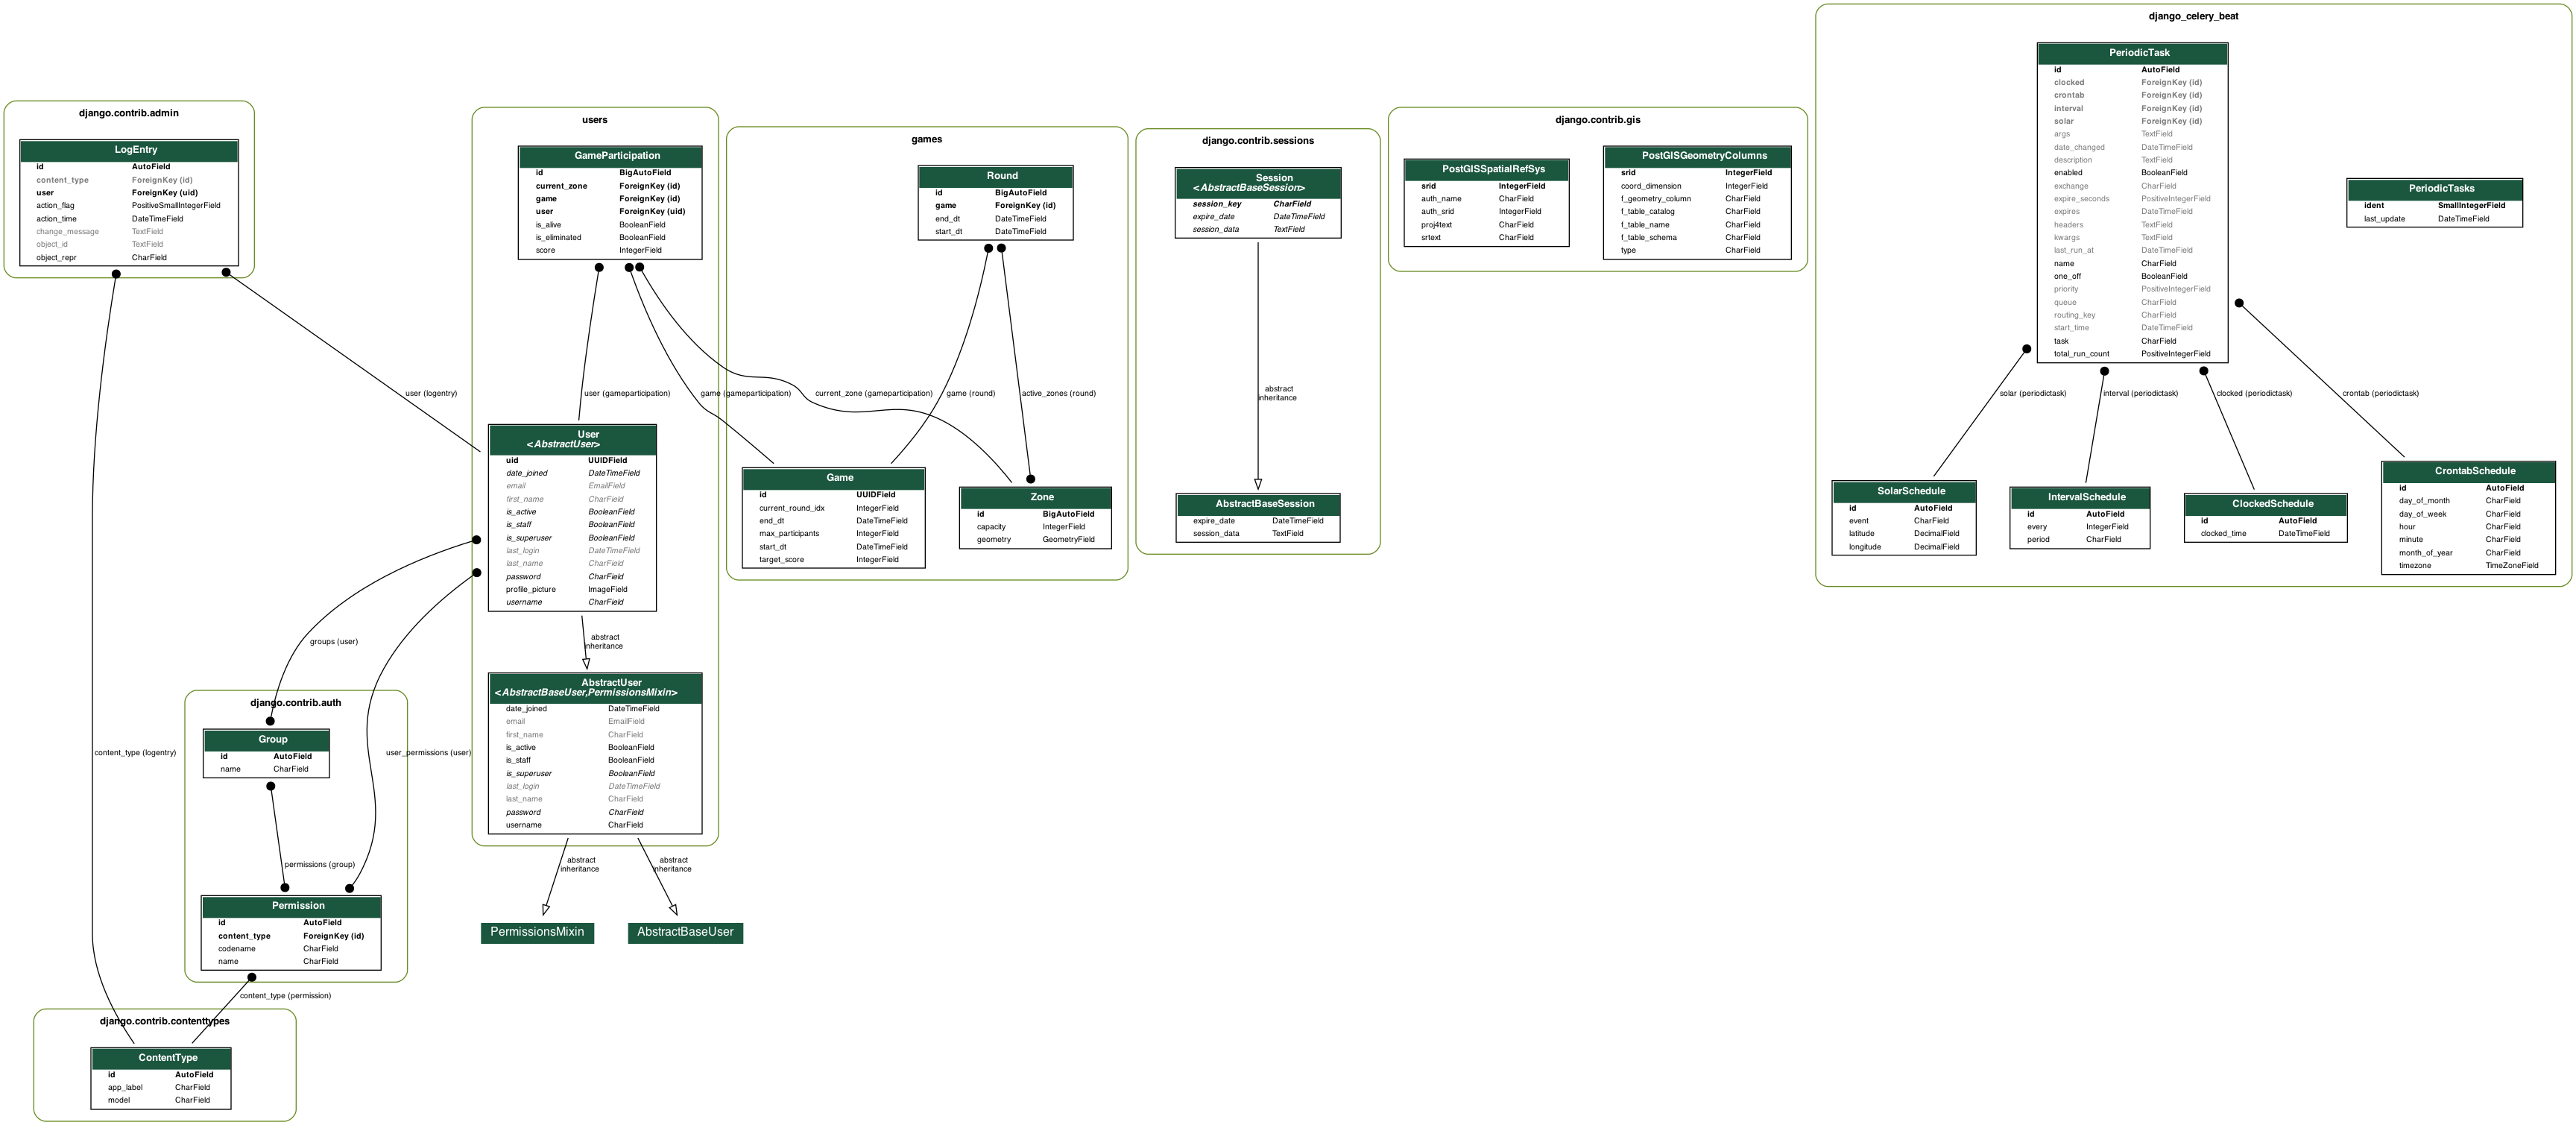 django.contrib.admin
LogEntry
id AutoField
content_type ForeignKey (id)
user ForeignKey (uid)
action_flag PositiveSmallIntegerField
action_time DateTimeField
change_message TextField
object_id TextField
object_repr CharField
users
GameParticipation
id BigAutoField
current_zone ForeignKey (id)
game ForeignKey (id)
user ForeignKey (uid)
is_alive BooleanField
is_eliminated BooleanField
score IntegerField
games
Round
id BigAutoField
game ForeignKey (id)
end_dt DateTimeField
start_dt DateTimeField
django.contrib.sessions
Session
<AbstractBaseSession>
session_key CharField
expire_date DateTimeField
session_data TextField
django.contrib.gis
PostGISSpatialRefSys
srid IntegerField
auth_name CharField
auth_srid IntegerField
proj4text CharField
srtext CharField
PostGISGeometryColumns
srid IntegerField
coord_dimension IntegerField
f_geometry_column CharField
f_table_catalog CharField
f_table_name CharField
f_table_schema CharField
type CharField
django_celery_beat
PeriodicTask
id AutoField
clocked ForeignKey (id)
crontab ForeignKey (id)
interval ForeignKey (id)
solar ForeignKey (id)
args TextField
date_changed DateTimeField
description TextField
enabled BooleanField
exchange CharField
expire_seconds PositiveIntegerField
expires DateTimeField
headers TextField
kwargs TextField
last_run_at DateTimeField
name CharField
one_off BooleanField
priority PositiveIntegerField
queue CharField
routing_key CharField
start_time DateTimeField
task CharField
total_run_count PositiveIntegerField
PeriodicTasks
ident SmallIntegerField
last_update DateTimeField
user (logentry)
user (gameparticipation)
game (gameparticipation)
current_zone (gameparticipation)
game (round)
active_zones (round)
abstract
inheritance
solar (periodictask)
interval (periodictask)
clocked (periodictask)
crontab (periodictask)
User
<AbstractUser>
uid UUIDField
date_joined DateTimeField
email EmailField
first_name CharField
is_active BooleanField
is_staff BooleanField
is_superuser BooleanField
last_login DateTimeField
last_name CharField
password CharField
profile_picture ImageField
username CharField
Game
id UUIDField
current_round_idx IntegerField
end_dt DateTimeField
max_participants IntegerField
start_dt DateTimeField
target_score IntegerField
Zone
id BigAutoField
capacity IntegerField
geometry GeometryField
AbstractBaseSession
expire_date DateTimeField
session_data TextField
SolarSchedule
id AutoField
event CharField
latitude DecimalField
longitude DecimalField
IntervalSchedule
id AutoField
every IntegerField
period CharField
ClockedSchedule
id AutoField
clocked_time DateTimeField
CrontabSchedule
id AutoField
day_of_month CharField
day_of_week CharField
hour CharField
minute CharField
month_of_year CharField
timezone TimeZoneField
groups (user)
abstract
inheritance
AbstractUser
<AbstractBaseUser,PermissionsMixin>
date_joined DateTimeField
email EmailField
first_name CharField
is_active BooleanField
is_staff BooleanField
is_superuser BooleanField
last_login DateTimeField
last_name CharField
password CharField
username CharField
django.contrib.auth
Group
id AutoField
name CharField
content_type (logentry)
user_permissions (user)
permissions (group)
abstract
inheritance
abstract
inheritance
Permission
id AutoField
content_type ForeignKey (id)
codename CharField
name CharField
PermissionsMixin
AbstractBaseUser
content_type (permission)
django.contrib.contenttypes
ContentType
id AutoField
app_label CharField
model CharField